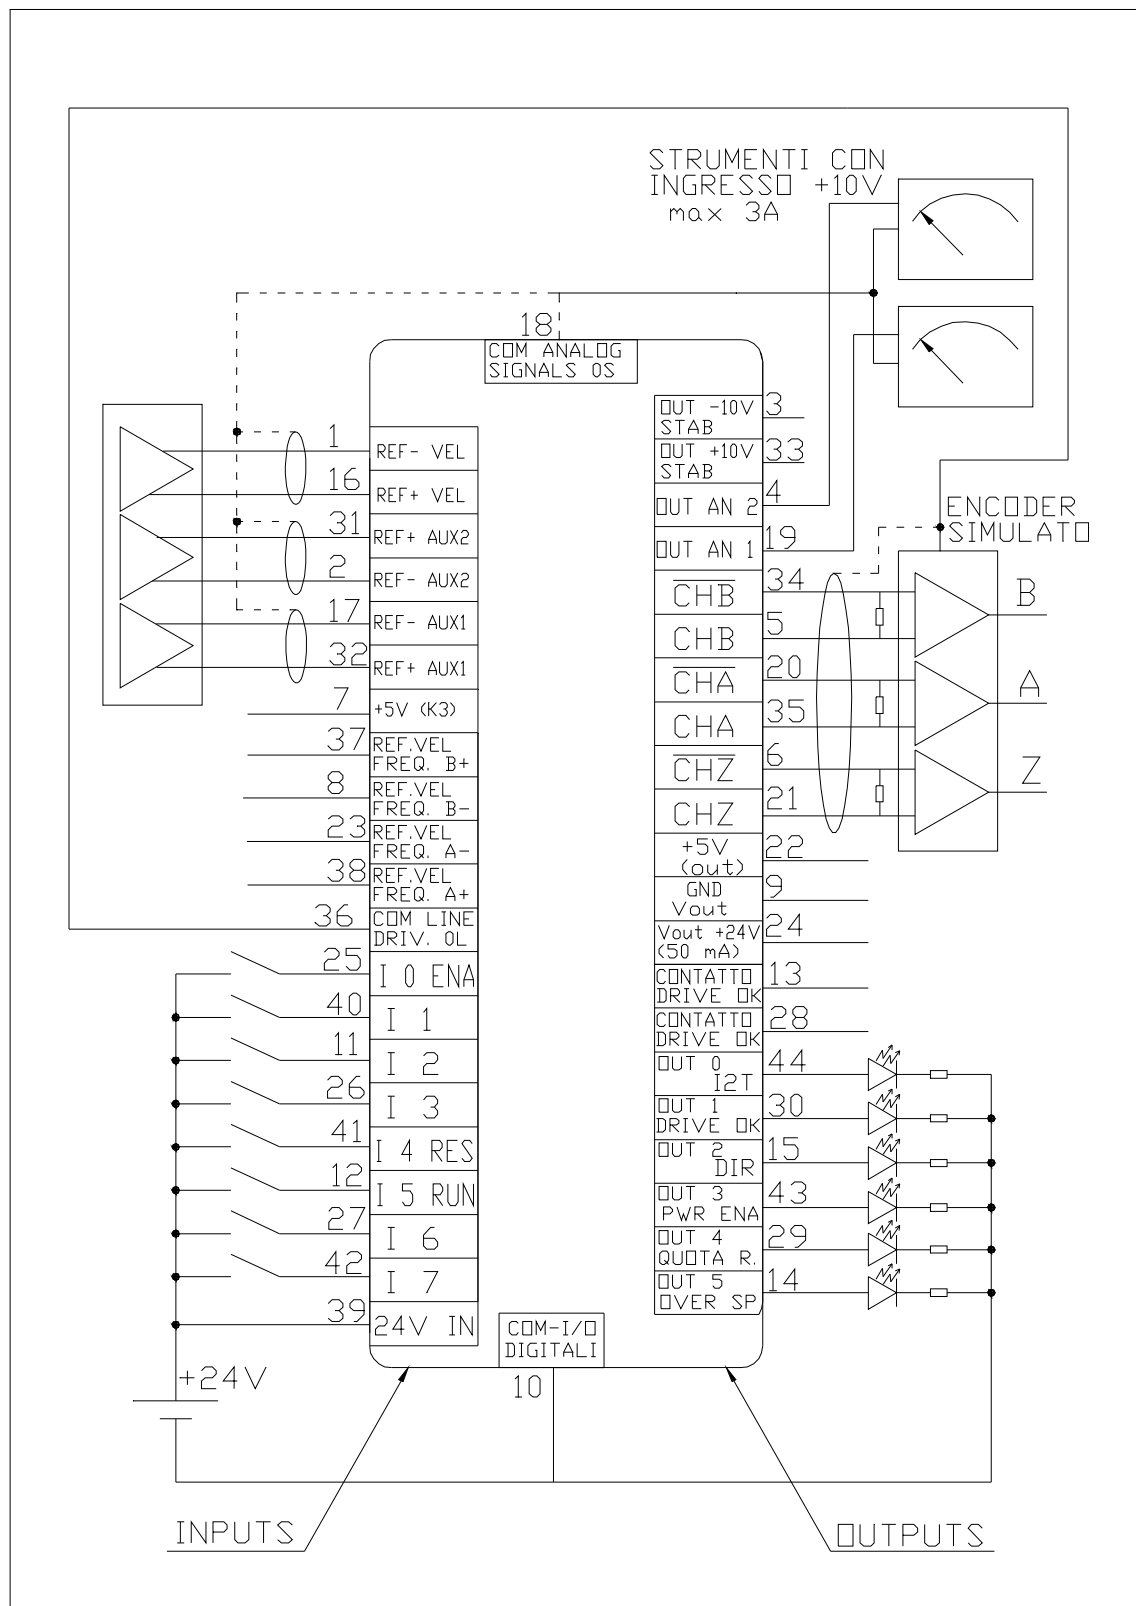 STRUMENTI CON
INGRESSO +10V
max 3A
18
COM ANALOG
SIGNALS 0S
1
REF- VEL
16
REF+ VEL
31
REF+ AUX2
2
REF- AUX2
17
REF- AUX1
32
REF+ AUX1
7
+5V (K3)
37
REF.VEL
FREQ. B+
8
REF.VEL
FREQ. B-
23
REF.VEL
FREQ. A-
38
REF.VEL
FREQ. A+
36
COM LINE
DRIV. 0L
25
I 0 ENA
40
I 1
11
I 2
26
I 3
41
I 4 RES
12
I 5 RUN
27
I 6
42
I 7
39
24V IN
+24V
OUT -10V
STAB
3
OUT +10V
STAB
33
OUT AN 2
4
OUT AN 1
19
ENCODER
SIMULATO
CHB
34
CHB
5
B
CHA
20
CHA
35
A
CHZ
6
CHZ
21
Z
+5V
(out)
22
GND
Vout
9
Vout +24V
(50 mA)
24
CONTATTO
DRIVE OK
13
CONTATTO
DRIVE OK
28
OUT 0
I2T
44
OUT 1
DRIVE OK
30
OUT 2
DIR
15
OUT 3
PWR ENA
43
OUT 4
QUOTA R.
29
OUT 5
OVER SP
14
COM-I/O
DIGITALI
10
INPUTS
OUTPUTS